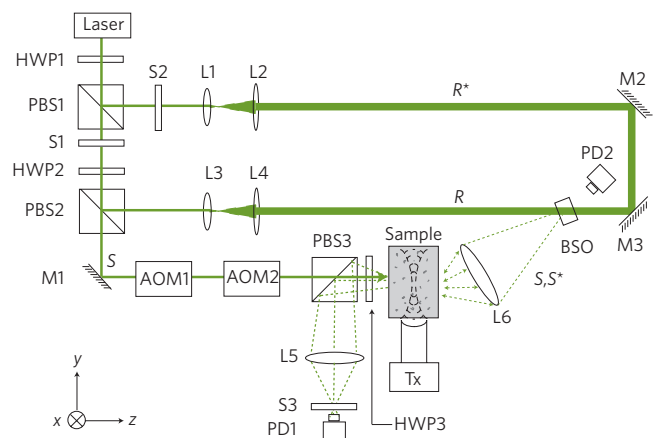 Laser
HWP1
S2
L1
L2
R*
M2
PBS1
S1
PD2
HWP2
L3
L4
PBS2
R
BSO
M3
Sample
PBS3
S
M1
AOM1
AOM2
S,S*
L6
L5
Tx
y
S3
x
z
PD1
HWP3